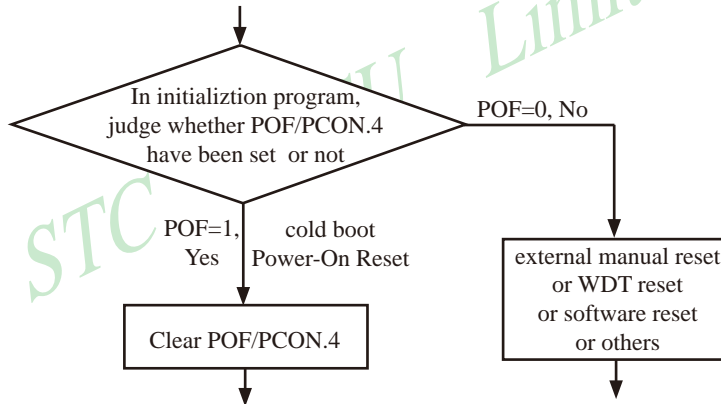 In initializtion program,
judge whether POF/PCON.4
have been set or not
POF=0, No
POF=1,
Yes
cold boot
Power-On Reset
Clear POF/PCON.4
external manual reset
or WDT reset
or software reset
or others
STC
Limi